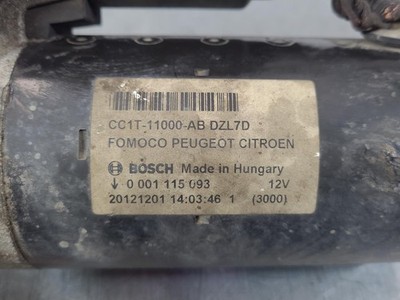 CC1T-11000-AB DZL7D
FOMOCO PEUGEOT CITROEN
BOSCH Made in Hungary
0 001 115 093 12V
20121201 14:03:46 1 (3000)